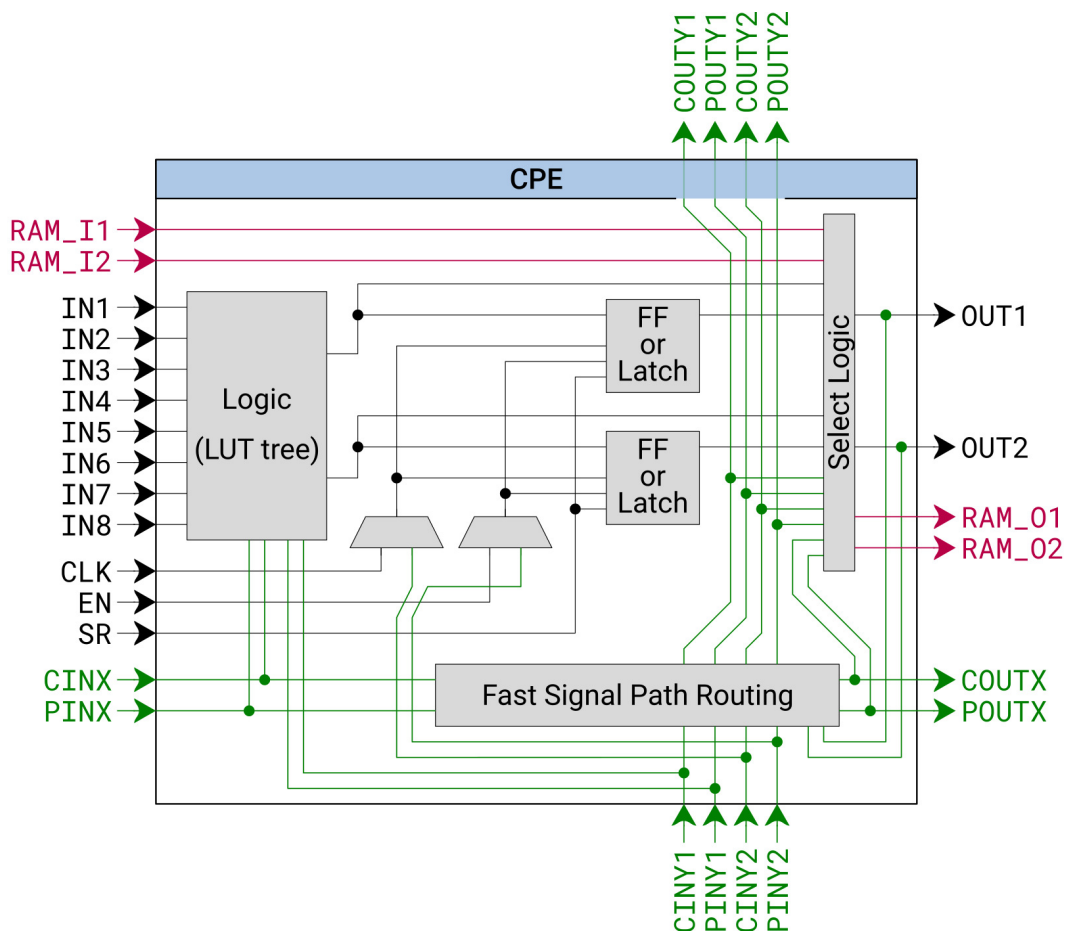 COUTY1
POUTY1
COUTY2
POUTY2
CPE
RAM_I1
RAM_I2
IN1
IN2
IN3
IN4
IN5
IN6
IN7
IN8
CLK
EN
SR
CINX
PINX
Logic
(LUT tree)
FF
or
Latch
FF
or
Latch
Select Logic
Fast Signal Path Routing
OUT1
OUT2
RAM_O1
RAM_O2
COUTX
POUTX
CINY1
PINY1
CINY2
PINY2